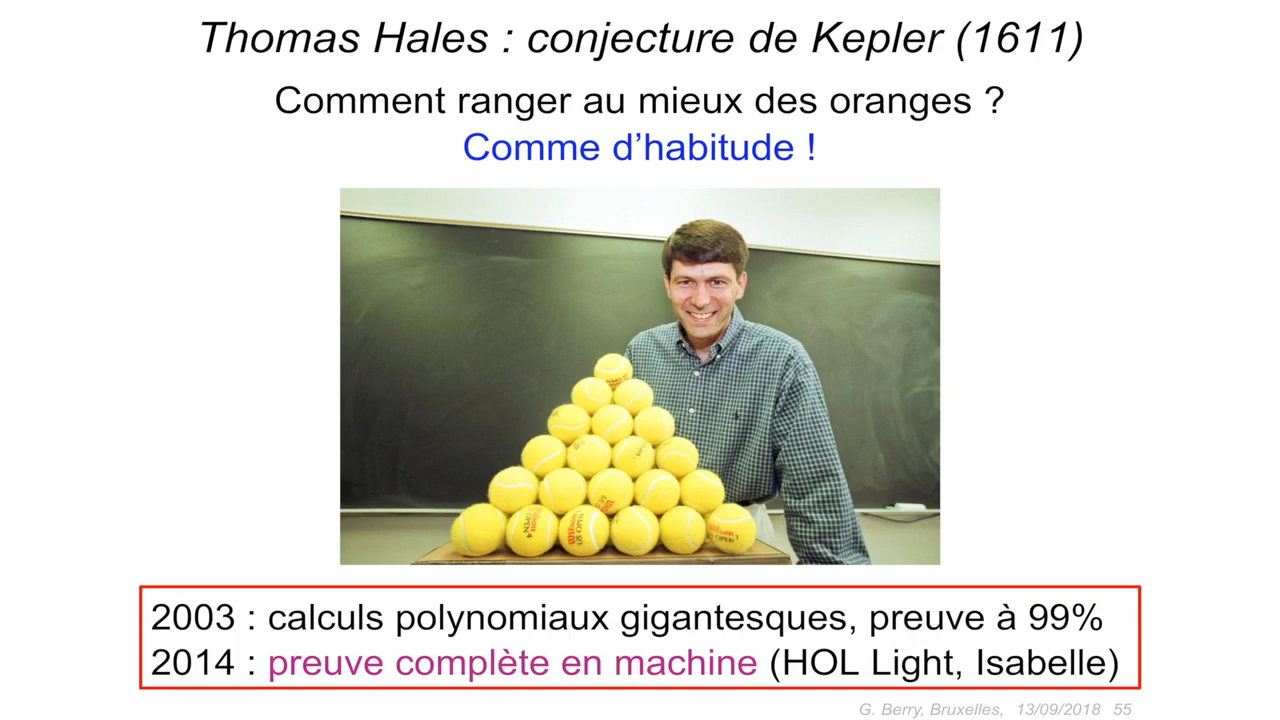 Thomas Hales : conjecture de Kepler (1611)
Comment ranger au mieux des oranges ?
Comme d’habitude !
2003 : calculs polynomiaux gigantesques, preuve à 99%
2014 : preuve complète en machine (HOL Light, Isabelle)
G. Berry, Bruxelles, 13/09/2018 55